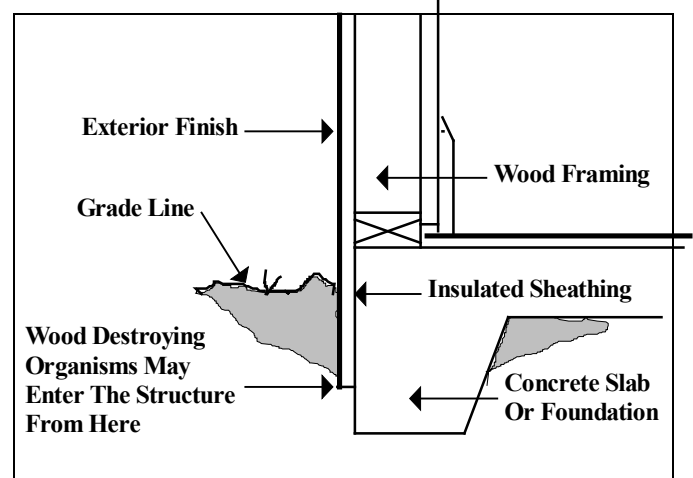 Exterior Finish
Wood Framing
Grade Line
Insulated Sheathing
Wood Destroying
Organisms May
Enter The Structure
From Here
Concrete Slab
Or Foundation